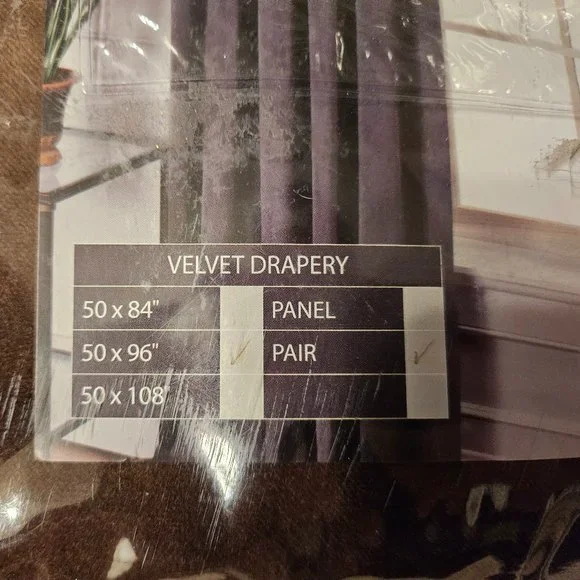 VELVET DRAPERY
50 x 84" PANEL
50 x 96" ✓ PAIR ✓
50 x 108"